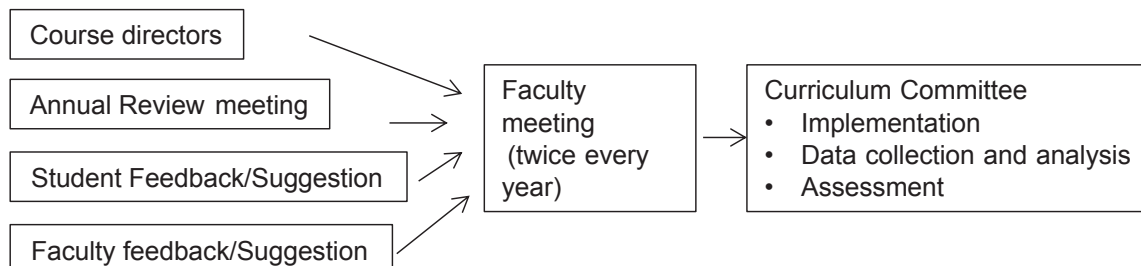 Course directors
Annual Review meeting
Student Feedback/Suggestion
Faculty feedback/Suggestion
Faculty
meeting
(twice every
year)
Curriculum Committee
• Implementation
• Data collection and analysis
• Assessment